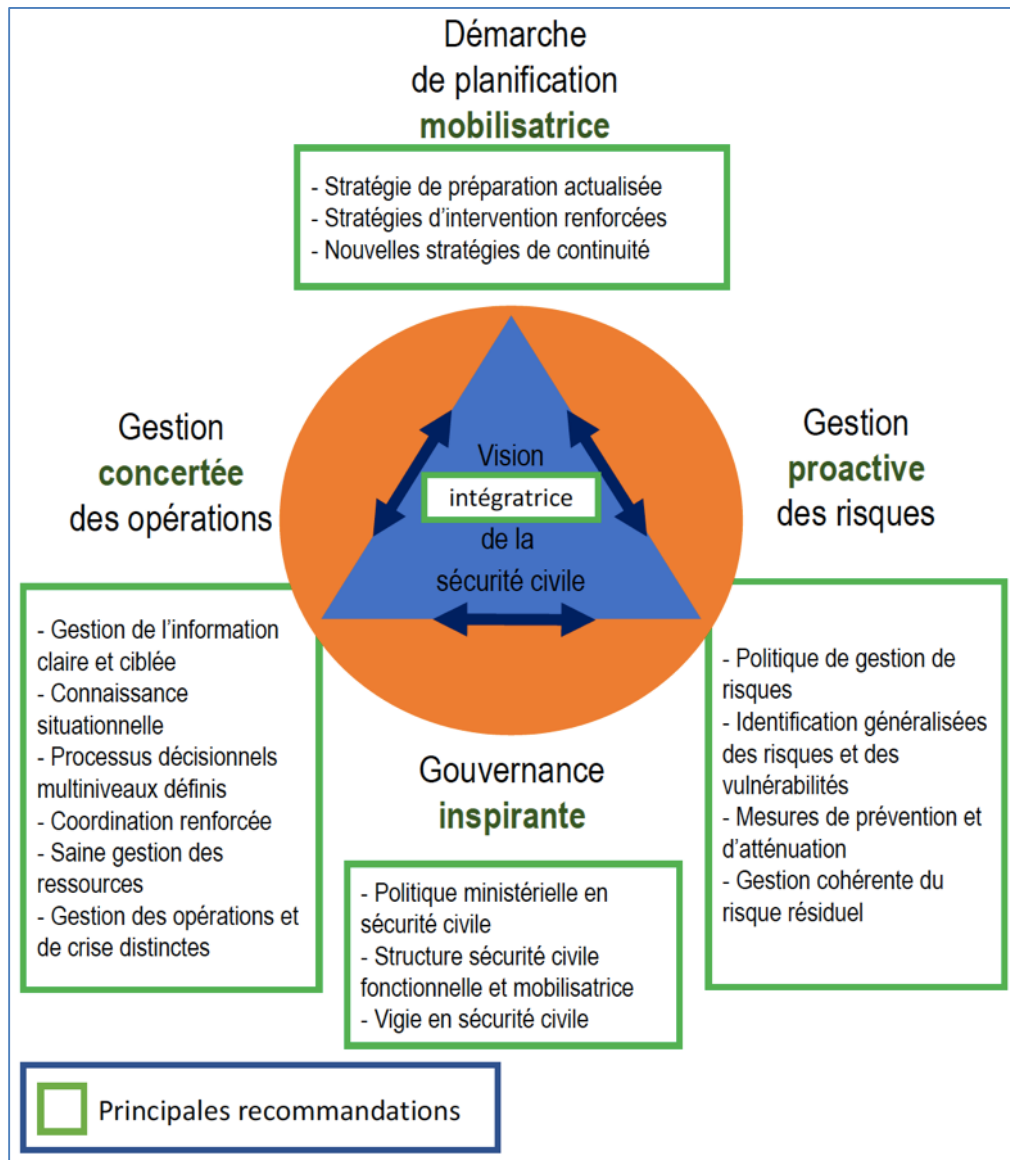 Démarche
de planification
mobilisatrice
- Stratégie de préparation actualisée
- Stratégies d'intervention renforcées
- Nouvelles stratégies de continuité
Gestion
concertée
des opérations
Vision
intégratrice
de la
sécurité civile
Gestion
proactive
des risques
- Gestion de l'information
claire et ciblée
- Connaissance
situationnelle
- Processus décisionnels
multiniveaux définis
- Coordination renforcée
- Saine gestion des
ressources
- Gestion des opérations et
de crise distinctes
Gouvernance
inspirante
- Politique ministérielle en
sécurité civile
- Structure sécurité civile
fonctionnelle et mobilisatrice
- Vigie en sécurité civile
- Politique de gestion de
risques
- Identification généralisées
des risques et des
vulnérabilités
- Mesures de prévention et
d'atténuation
- Gestion cohérente du
risque résiduel
Principales recommandations